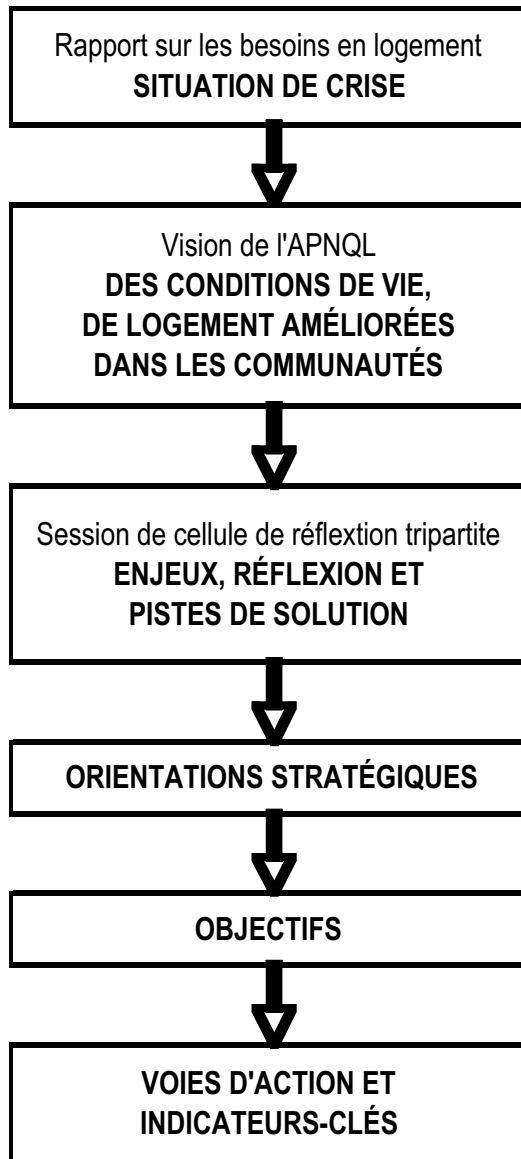 Rapport sur les besoins en logement
SITUATION DE CRISE
Vision de l'APNQL
DES CONDITIONS DE VIE,
DE LOGEMENT AMÉLIORÉES
DANS LES COMMUNAUTÉS
Session de cellule de réflextion tripartite
ENJEUX, RÉFLEXION ET
PISTES DE SOLUTION
ORIENTATIONS STRATÉGIQUES
OBJECTIFS
VOIES D'ACTION ET
INDICATEURS-CLÉS